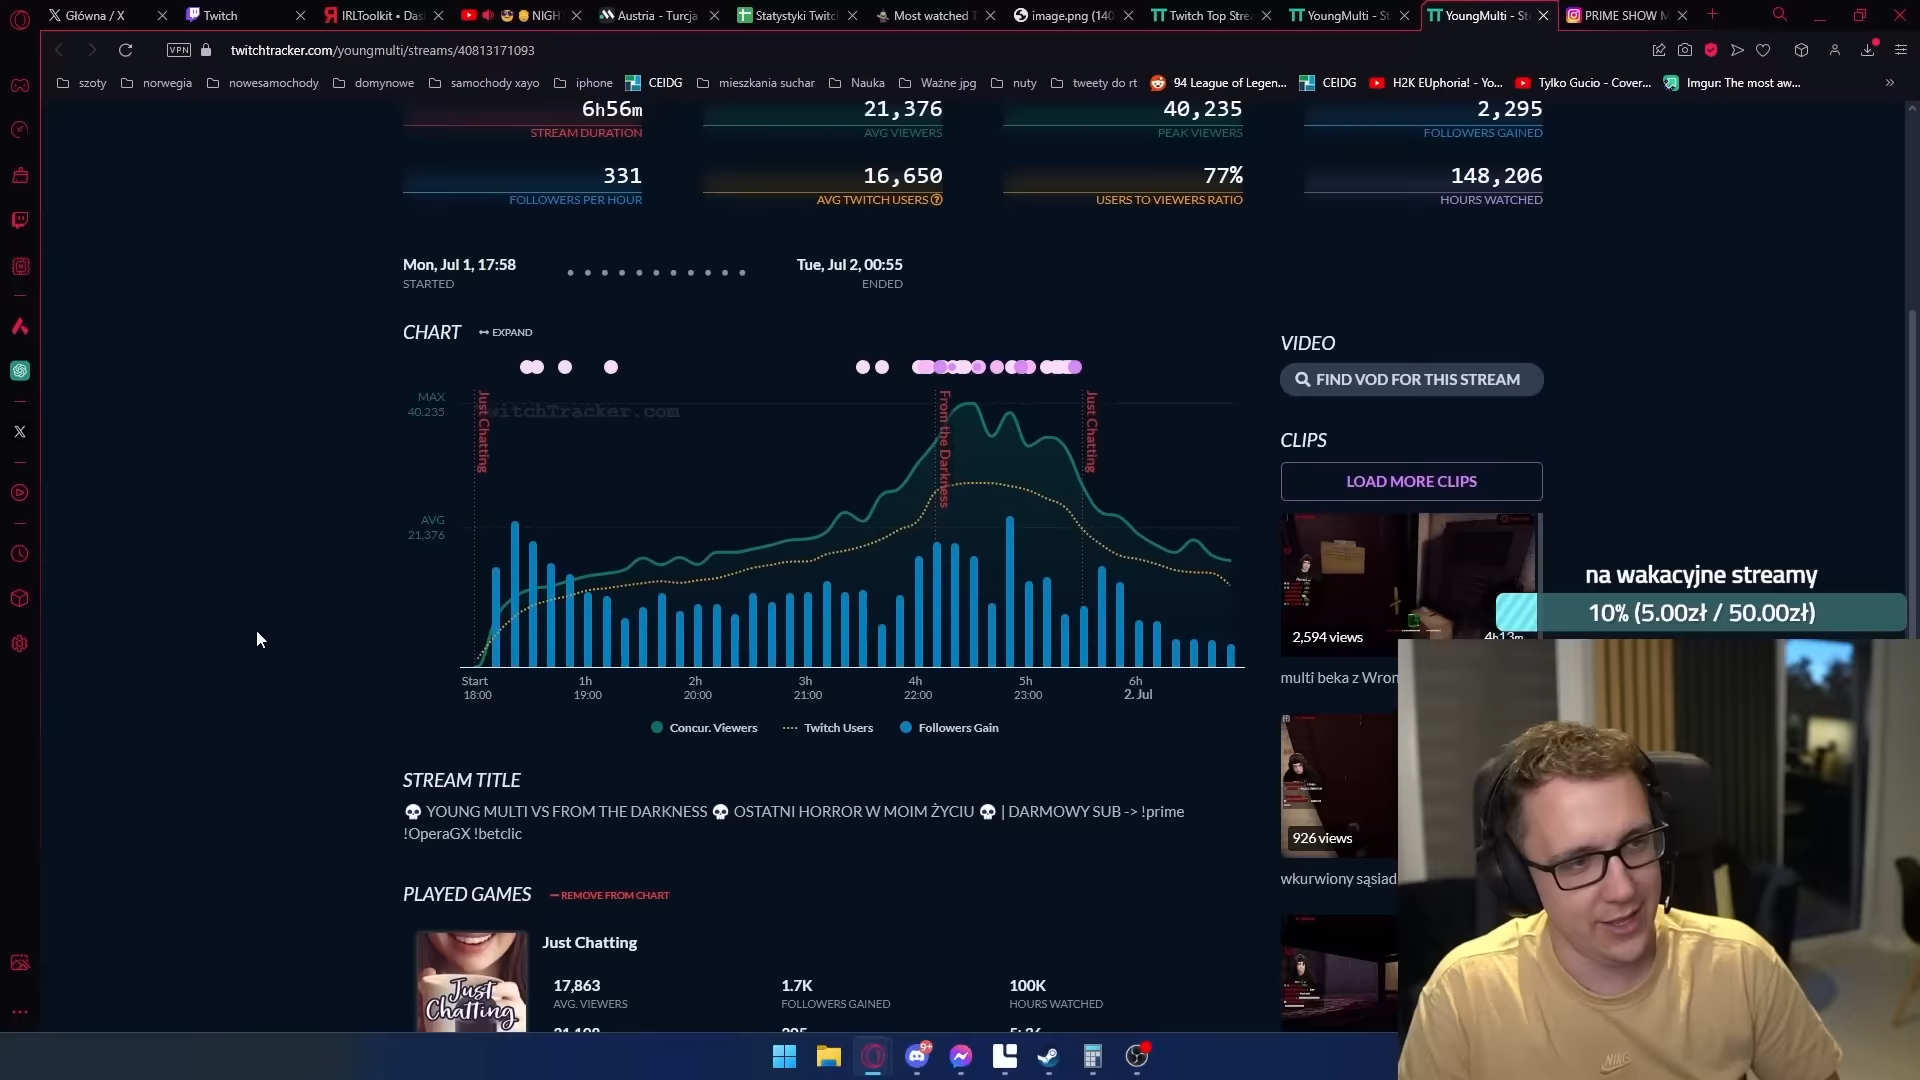 Główna / X
Twitch
IRLToolkit • Das
NIGH
Austria - Turcja
Statystyki Twitc
Most watched T
image.png (140
Twitch Top Strea
YoungMulti - St
YoungMulti - St
PRIME SHOW M
VPN
twitchtracker.com/youngmulti/streams/40813171093
szoty
norwegia
nowesamochody
domynowe
samochody xayo
iphone
CEIDG
mieszkania suchar
Nauka
Ważne jpg
nuty
tweety do rt
94 League of Legen...
CEIDG
H2K EUphoria! - Yo...
Tylko Gucio - Cover...
Imgur: The most aw...
»
6h56m
21,376
40,235
2,295
STREAM DURATION
AVG VIEWERS
PEAK VIEWERS
FOLLOWERS GAINED
331
16,650
77%
148,206
FOLLOWERS PER HOUR
AVG TWITCH USERS
USERS TO VIEWERS RATIO
HOURS WATCHED
Mon, Jul 1, 17:58
Tue, Jul 2, 00:55
STARTED
ENDED
CHART
EXPAND
MAX
40.235
witchTracker.com
Just Chatting
From the Darkness
Just Chatting
AVG
21,376
Start
1h
2h
3h
4h
5h
6h
18:00
19:00
20:00
21:00
22:00
23:00
2. Jul
Concur. Viewers
Twitch Users
Followers Gain
VIDEO
FIND VOD FOR THIS STREAM
CLIPS
LOAD MORE CLIPS
2,594 views
4h13m
multi beka z Wron
926 views
wkurwiony sąsiad
na wakacyjne streamy
10% (5.00zł / 50.00zł)
STREAM TITLE
💀 YOUNG MULTI VS FROM THE DARKNESS 💀 OSTATNI HORROR W MOIM ŻYCIU 💀 | DARMOWY SUB -> !prime
!OperaGX !betclic
PLAYED GAMES
REMOVE FROM CHART
Just Chatting
Just
Chatting
17,863
1.7K
100K
AVG. VIEWERS
FOLLOWERS GAINED
HOURS WATCHED
9+
NIKE